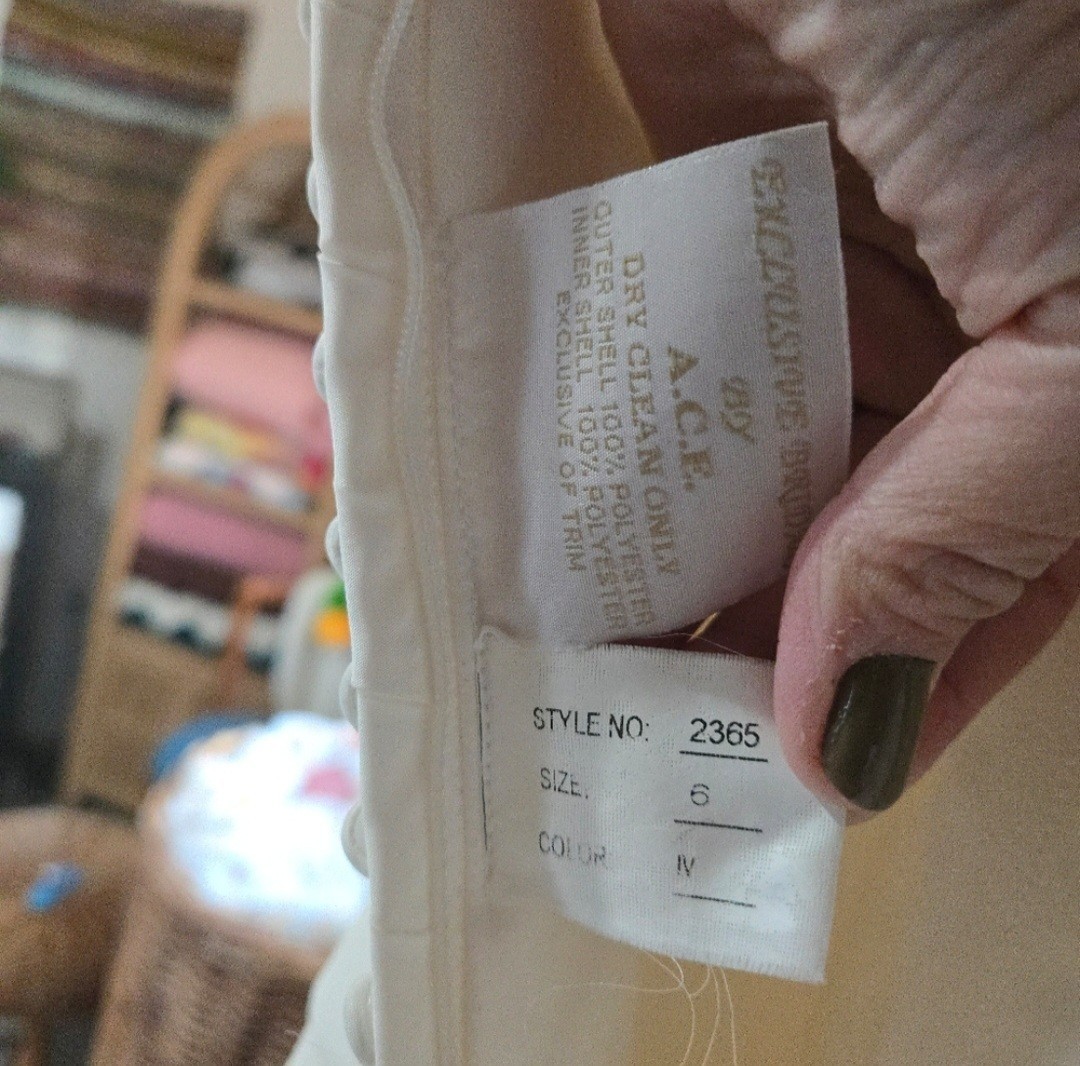 EXCLUSIVE
By
A.C.E.
DRY CLEAN ONLY
OUTER SHELL 100% POLYESTER
INNER SHELL 100% POLYESTER
EXCLUSIVE OF TRIM
STYLE NO: 2365
SIZE: 6
COLOR IV